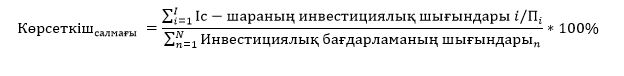 Көрсеткіш_салмағы = (∑_{i=1}^{I} Іс − шараның инвестициялық шығындары i/П_i) / (∑_{n=1}^{N} Инвестициялық бағдарламаның шығындары_n) * 100%